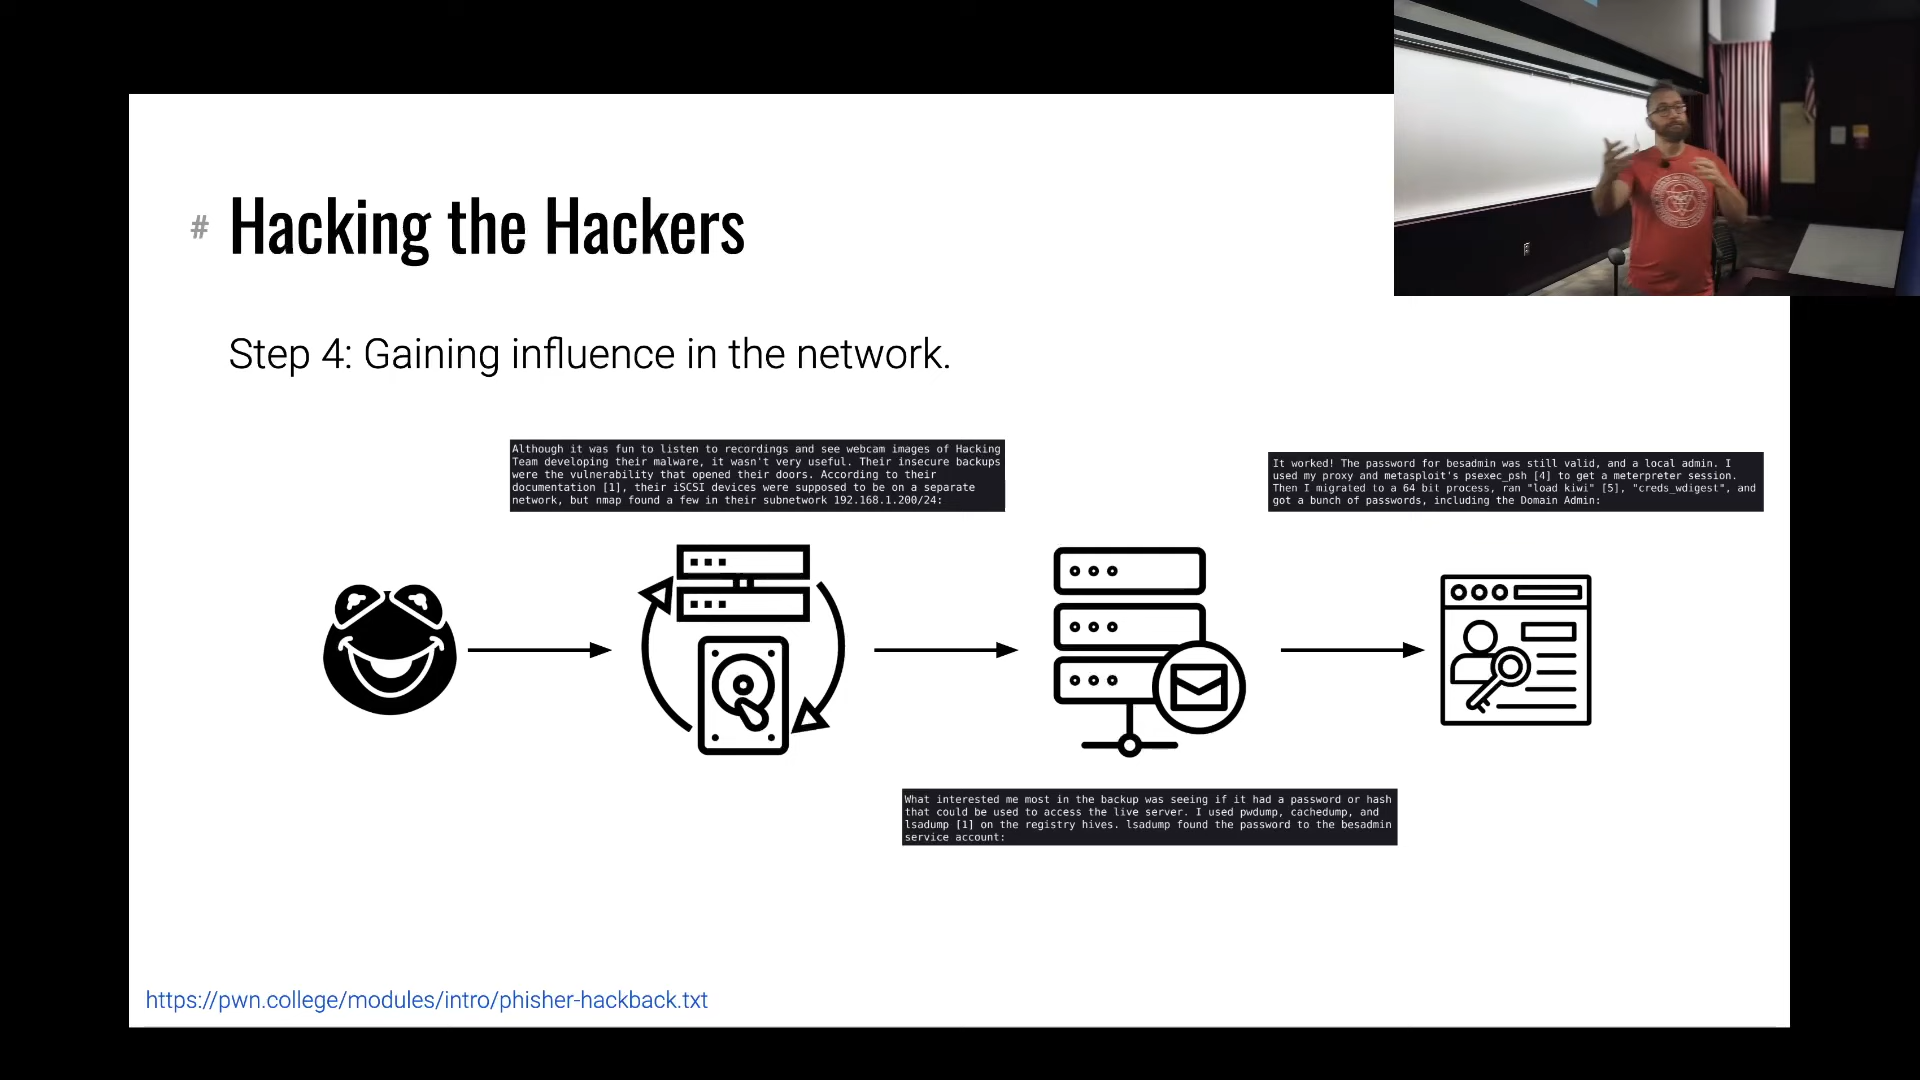 # Hacking the Hackers
Step 4: Gaining influence in the network.
Although it was fun to listen to recordings and see webcam images of Hacking
Team developing their malware, it wasn't very useful. Their insecure backups
were the vulnerability that opened their doors. According to their
documentation [1], their iSCSI devices were supposed to be on a separate
network, but nmap found a few in their subnetwork 192.168.1.200/24:
It worked! The password for besadmin was still valid, and a local admin. I
used my proxy and metasploit's psexec_psh [4] to get a meterpreter session.
Then I migrated to a 64 bit process, ran "load kiwi" [5], "creds_wdigest", and
got a bunch of passwords, including the Domain Admin:
What interested me most in the backup was seeing if it had a password or hash
that could be used to access the live server. I used pwdump, cachedump, and
lsadump [1] on the registry hives. lsadump found the password to the besadmin
service account:
https://pwn.college/modules/intro/phisher-hackback.txt